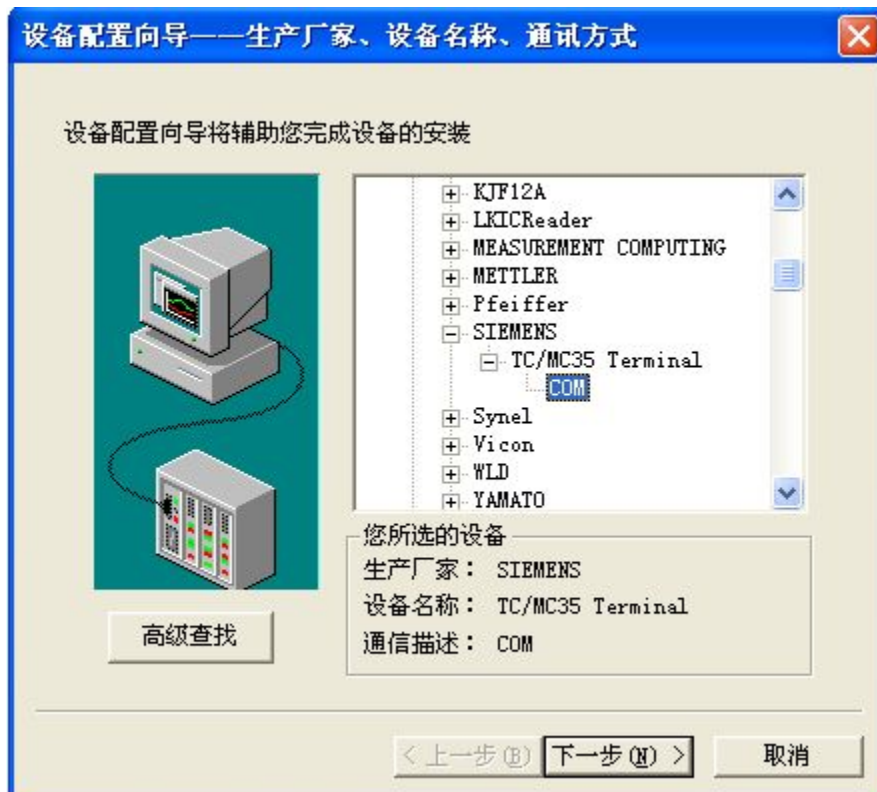 设备配置向导——生产厂家、设备名称、通讯方式
设备配置向导将辅助您完成设备的安装
KJF12A
LKICReader
MEASUREMENT COMPUTING
METTLER
Pfeiffer
SIEMENS
TC/MC35 Terminal
COM
Synel
Vicon
WLD
YAMATO
您所选的设备
生产厂家： SIEMENS
设备名称： TC/MC35 Terminal
通信描述： COM
高级查找
< 上一步(B) 下一步(N) > 取消